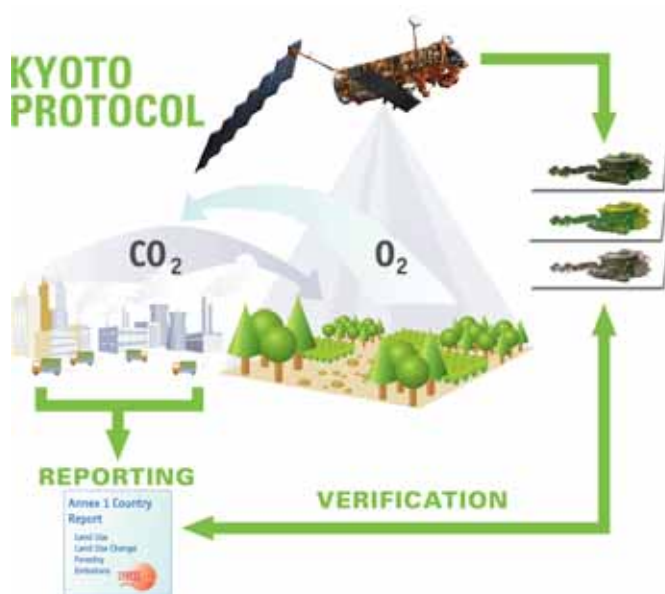 KYOTO
PROTOCOL
CO₂
O₂
REPORTING
VERIFICATION
Annex 1 Country
Report
Land Use
Land Use Change
Forestry
Emissions